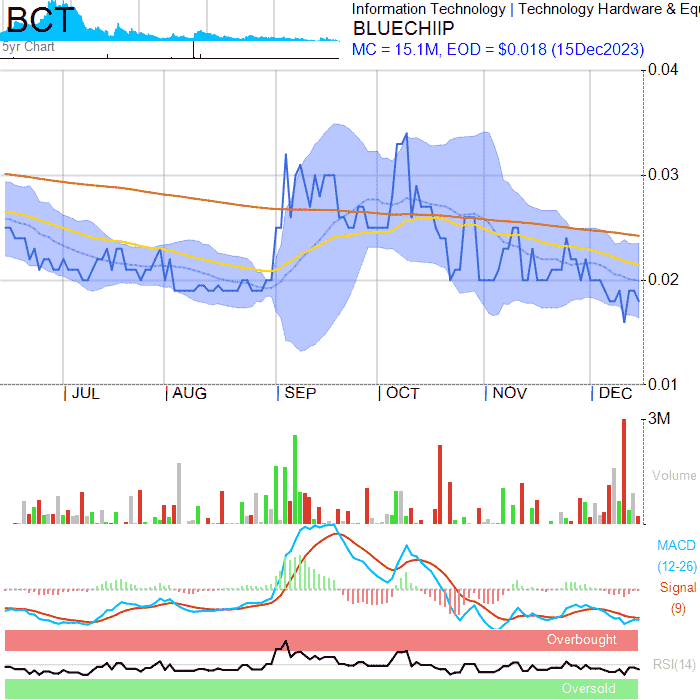 BCT
5yr Chart
Information Technology | Technology Hardware & Equ
BLUECHIIP
MC = 15.1M, EOD = $0.018 (15Dec2023)
0.04
0.03
0.02
0.01
JUL
AUG
SEP
OCT
NOV
DEC
3M
Volume
MACD
(12-26)
Signal
(9)
Overbought
RSI(14)
Oversold